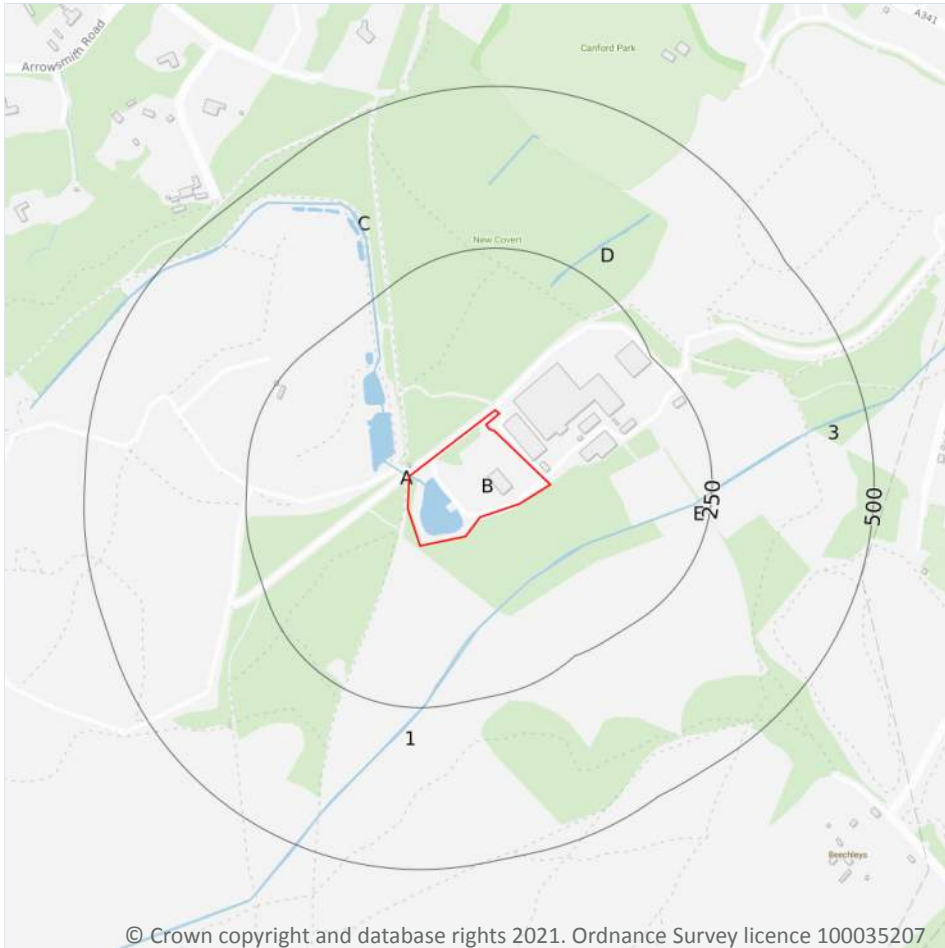 A341
Arrowsmith Road
Canford Park
C
New Covert
D
3
A
B
250
500
E
1
Beechleys
© Crown copyright and database rights 2021. Ordnance Survey licence 100035207